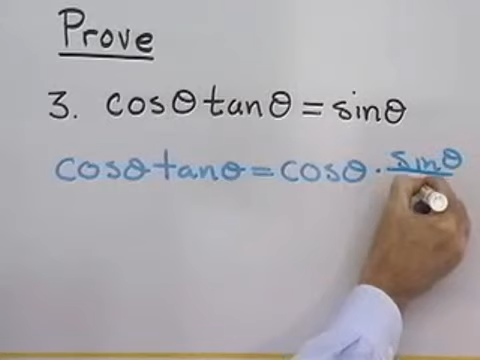 Prove
3. cosθ tanθ = sinθ
cosθ tanθ = cosθ · sinθ